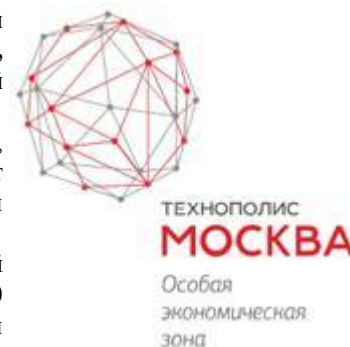 ТЕХНОПОЛИС
МОСКВА
Особая
экономическая
зона